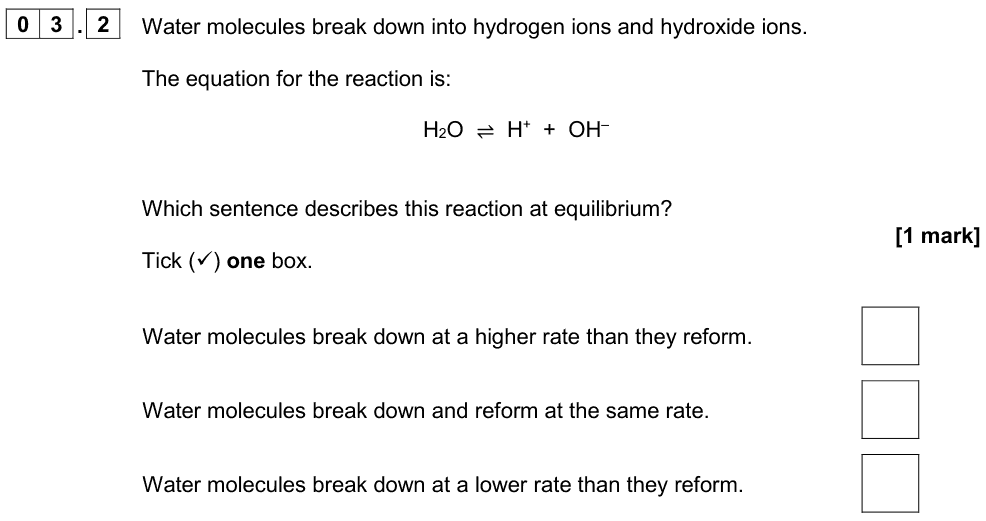 0 3 . 2 Water molecules break down into hydrogen ions and hydroxide ions.
The equation for the reaction is:
H₂O ⇌ H⁺ + OH⁻
Which sentence describes this reaction at equilibrium?
[1 mark]
Tick (✓) one box.
Water molecules break down at a higher rate than they reform.
Water molecules break down and reform at the same rate.
Water molecules break down at a lower rate than they reform.